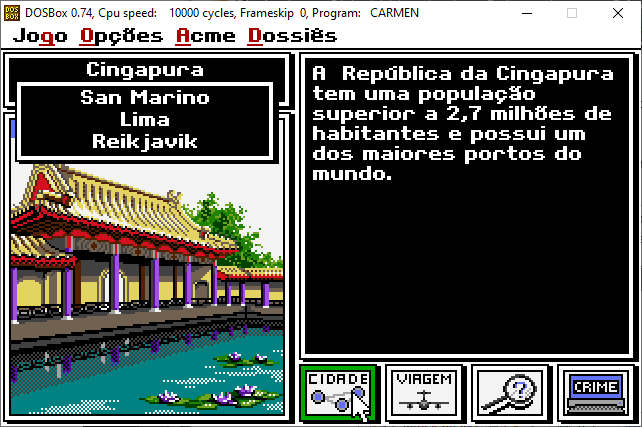 DOSBox 0.74, Cpu speed: 10000 cycles, Frameskip 0, Program: CARMEN
Jogo Opções Acme Dossiês
Cingapura
San Marino
Lima
Reikjavik
A República da Cingapura
tem uma população
superior a 2,7 milhões de
habitantes e possui um
dos maiores portos do
mundo.
CIDADE
VIAGEM
?
CRIME